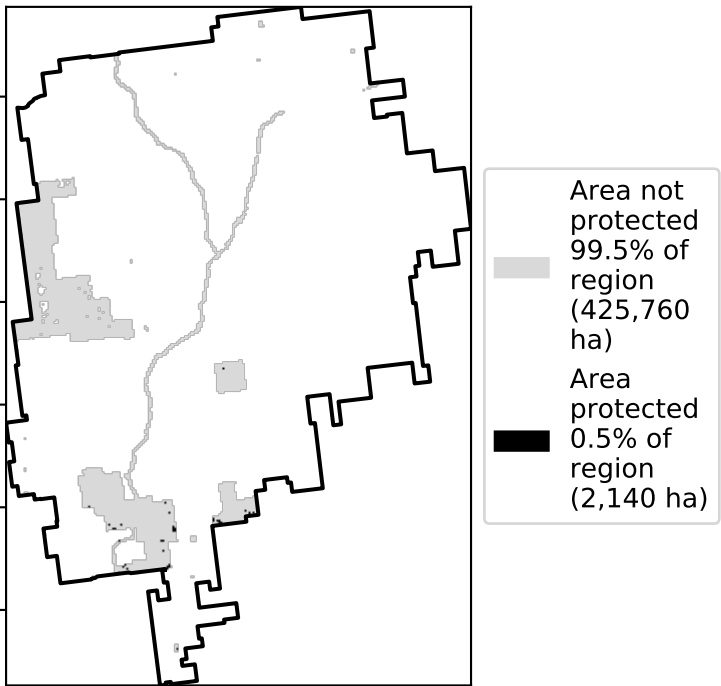 Area not
protected
99.5% of
region
(425,760
ha)
Area
protected
0.5% of
region
(2,140 ha)